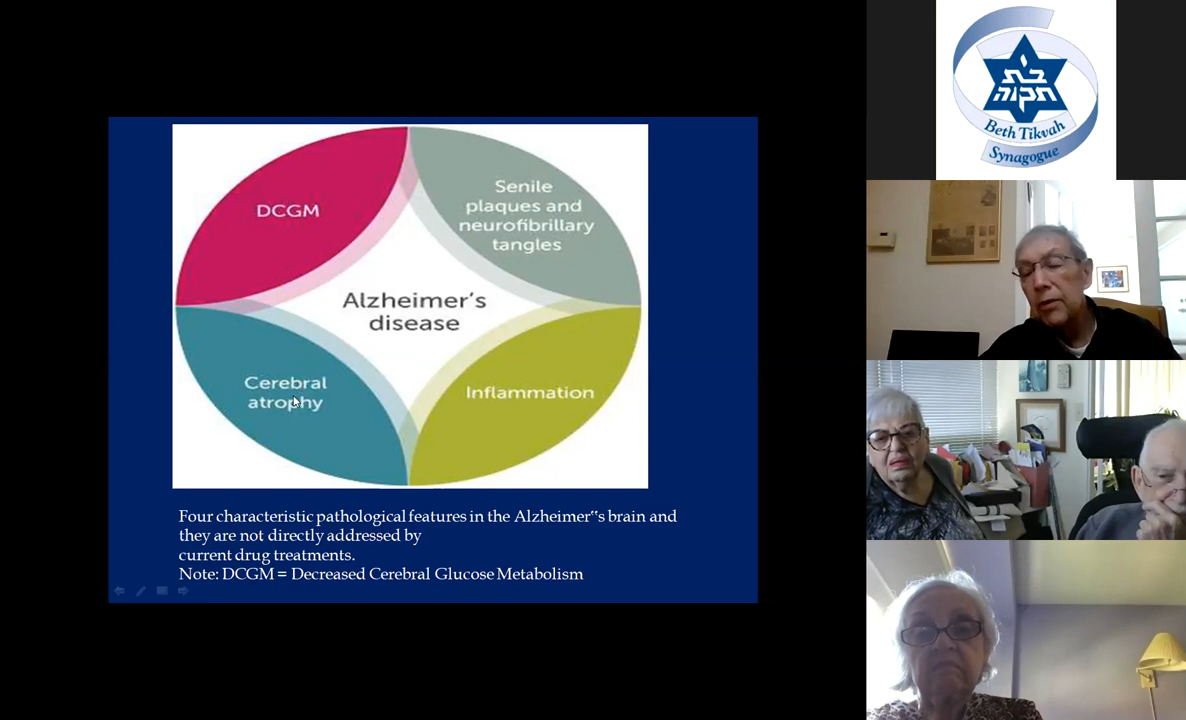 DCGM
Senile
plaques and
neurofibrillary
tangles
Alzheimer's
disease
Cerebral
atrophy
Inflammation
Four characteristic pathological features in the Alzheimer‟s brain and
they are not directly addressed by
current drug treatments.
Note: DCGM = Decreased Cerebral Glucose Metabolism
בת
תקוה
Beth Tikvah
Synagogue